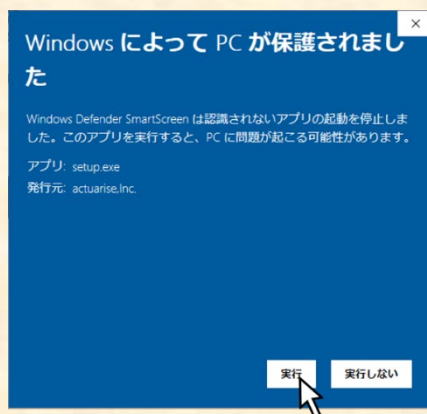 Windows によって PC が保護されまし
た
Windows Defender SmartScreen は認識されないアプリの起動を停止しま
した。このアプリを実行すると、PC に問題が起こる可能性があります。
アプリ: setup.exe
発行元: actuarise,Inc.
実行 実行しない